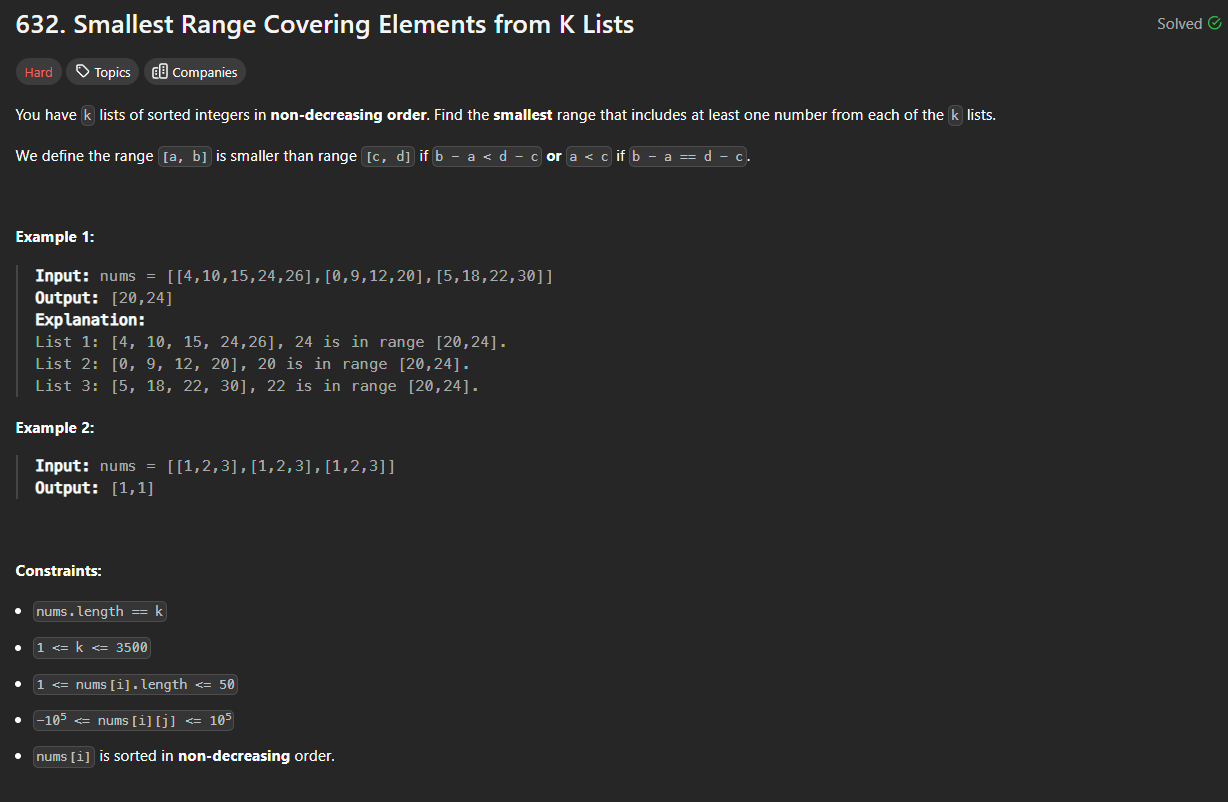 632. Smallest Range Covering Elements from K Lists
Solved
Hard Topics Companies
You have k lists of sorted integers in non-decreasing order. Find the smallest range that includes at least one number from each of the k lists.
We define the range [a, b] is smaller than range [c, d] if b - a < d - c or a < c if b - a == d - c.
Example 1:
Input: nums = [[4,10,15,24,26],[0,9,12,20],[5,18,22,30]]
Output: [20,24]
Explanation:
List 1: [4, 10, 15, 24,26], 24 is in range [20,24].
List 2: [0, 9, 12, 20], 20 is in range [20,24].
List 3: [5, 18, 22, 30], 22 is in range [20,24].
Example 2:
Input: nums = [[1,2,3],[1,2,3],[1,2,3]]
Output: [1,1]
Constraints:
• nums.length == k
• 1 <= k <= 3500
• 1 <= nums[i].length <= 50
• -10⁵ <= nums[i][j] <= 10⁵
• nums[i] is sorted in non-decreasing order.